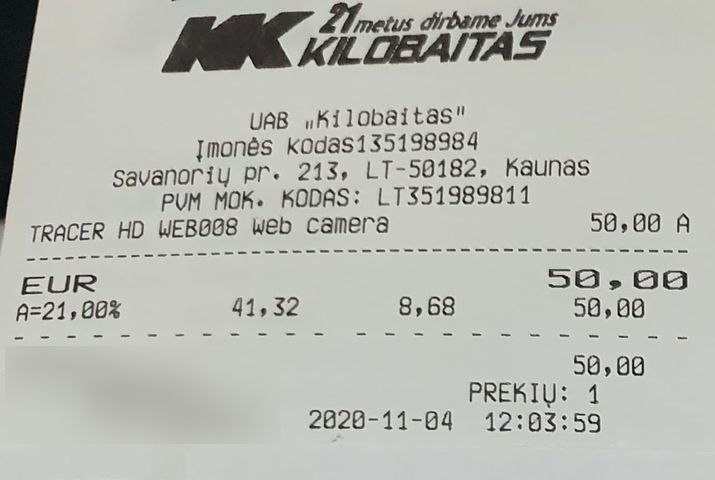 21 metus dirbame Jums
KK KILOBAITAS
UAB „Kilobaitas"
Įmonės kodas135198984
Savanorių pr. 213, LT-50182, Kaunas
PVM MOK. KODAS: LT351989811
TRACER HD WEB008 web camera 50,00 A
EUR 50,00
A=21,00% 41,32 8,68 50,00
50,00
PREKIŲ: 1
2020-11-04 12:03:59